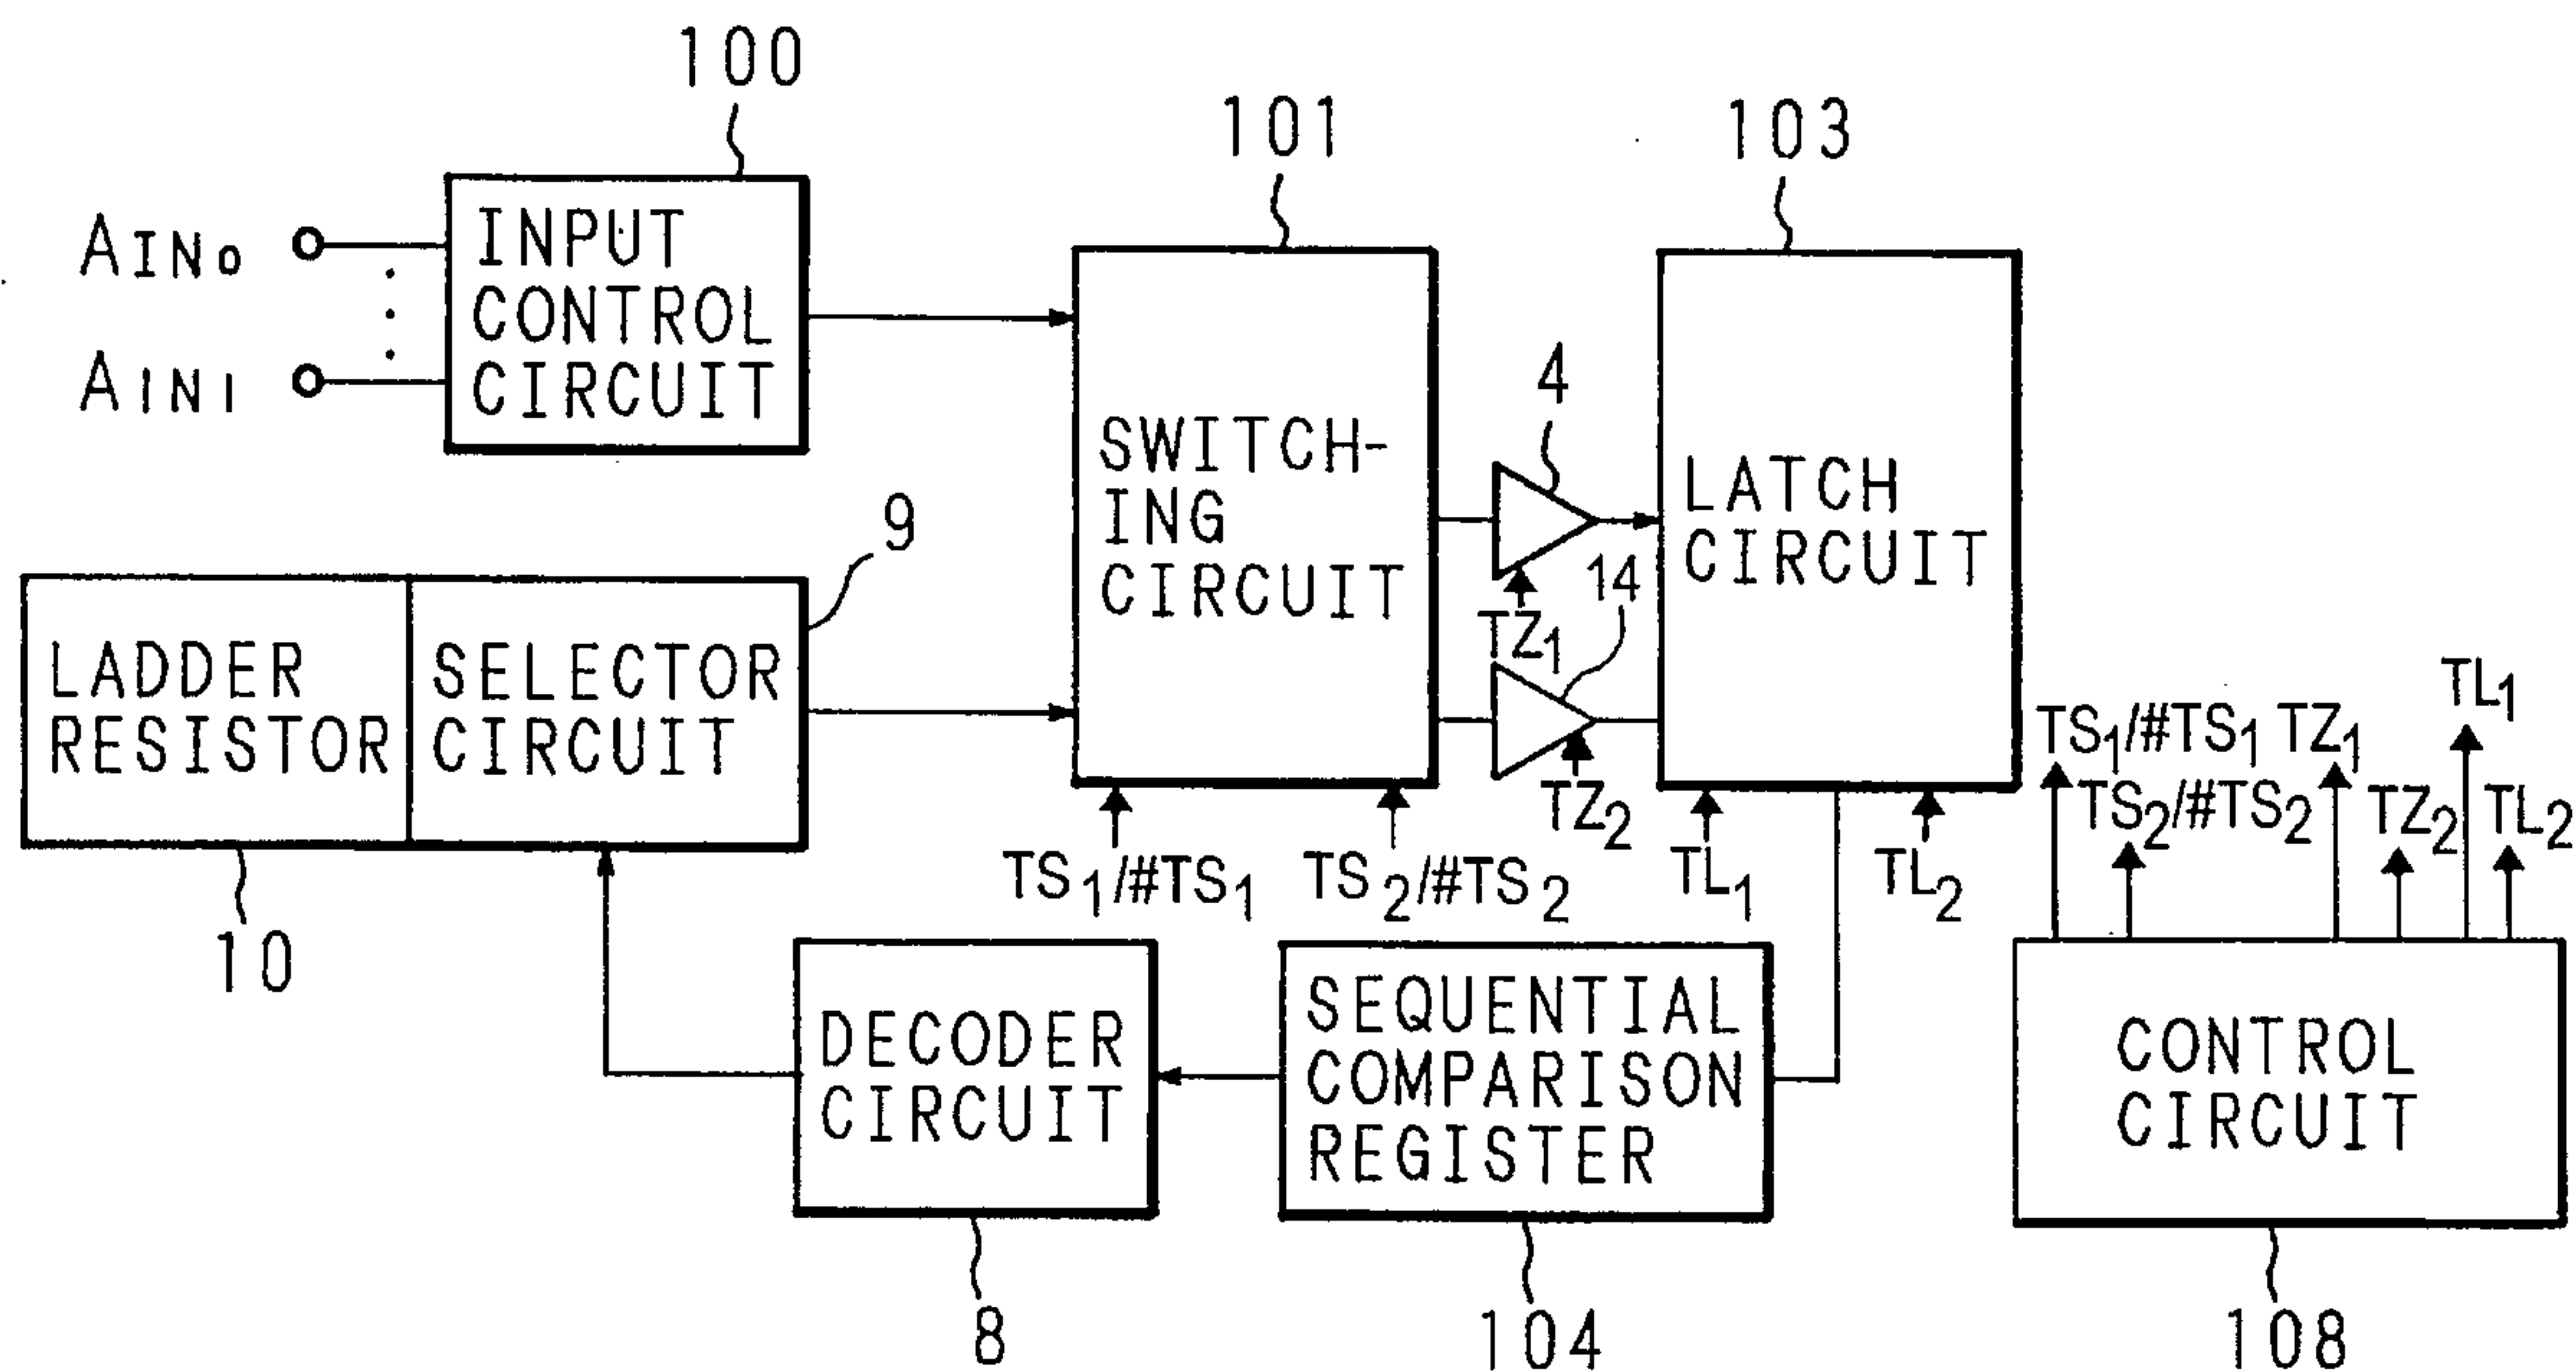 100
101
103
AIN0
AIN1
INPUT
CONTROL
CIRCUIT
SWITCH-
ING
CIRCUIT
4
14
TZ1
TZ2
LATCH
CIRCUIT
9
LADDER
RESISTOR
SELECTOR
CIRCUIT
10
TS1/#TS1
TS2/#TS2
TL1
TL2
TS1/#TS1
TS2/#TS2
TZ1
TZ2
TL1
TL2
DECODER
CIRCUIT
8
SEQUENTIAL
COMPARISON
REGISTER
104
CONTROL
CIRCUIT
108